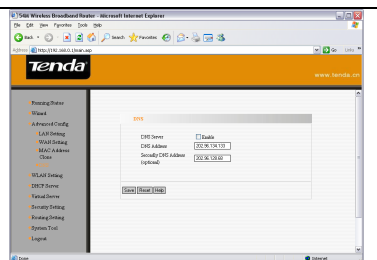 54M Wireless Broadband Router - Microsoft Internet Explorer
File Edit View Favorites Tools Help
Back Search Favorites
Address http://192.168.0.1/main.asp Go Links
Tenda
www.tenda.cn
Running Status
Wizard
Advanced Config
LAN Setting
WAN Setting
MAC Address
Clone
WLAN Setting
DHCP Server
Virtual Server
Security Setting
Routing Setting
System Tool
Logout
DNS
DNS Server Enable
DNS Address 202.96.134.133
Secondly DNS Address
(optional) 202.96.128.68
Save Reset Help
Done Internet